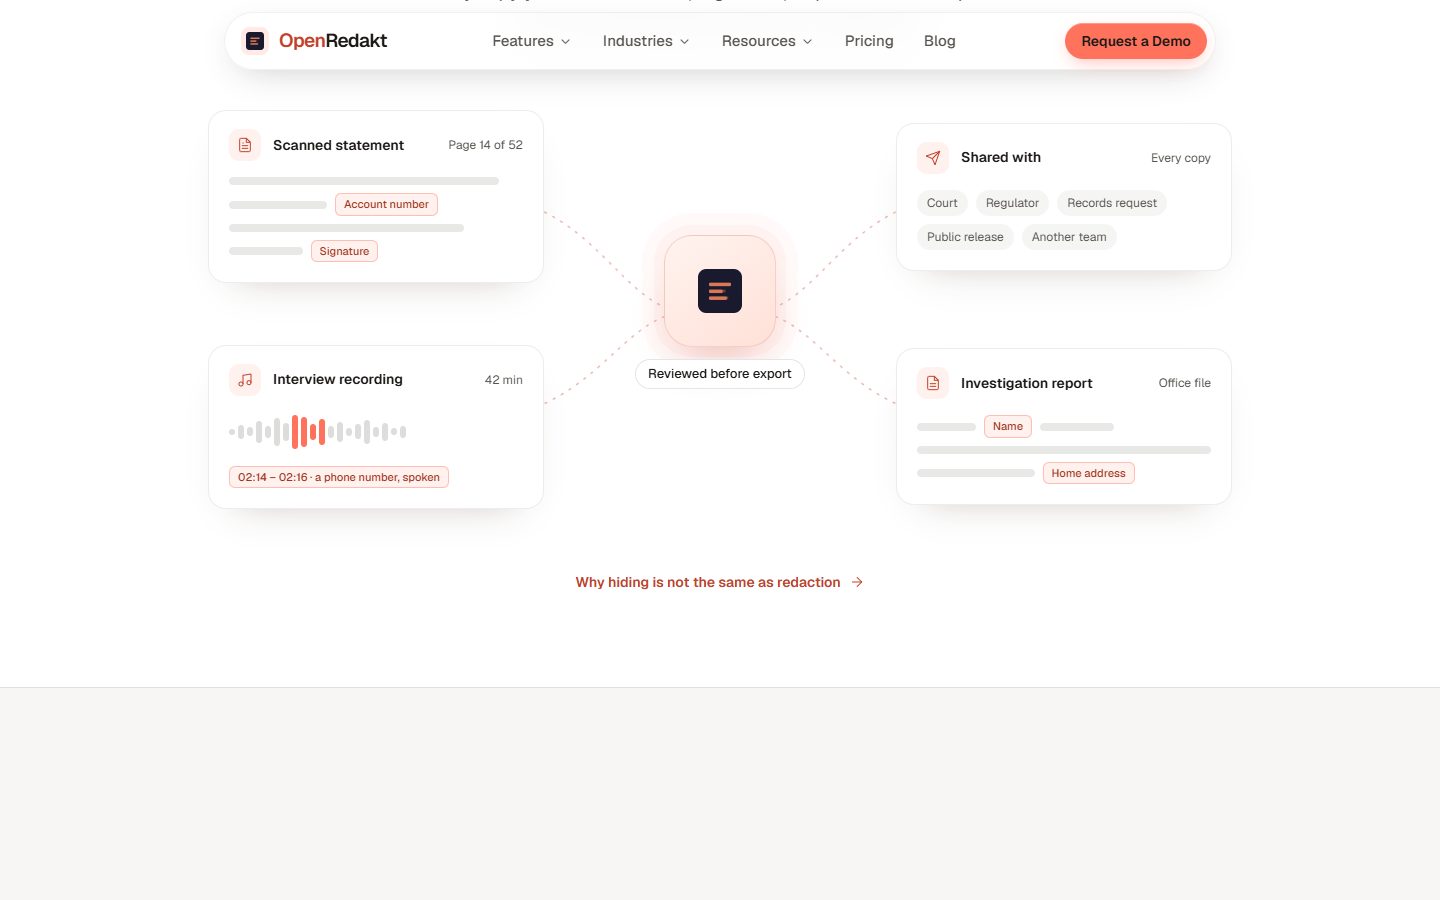 OpenRedakt
Features
Industries
Resources
Pricing
Blog
Request a Demo
Scanned statement
Page 14 of 52
Account number
Signature
Shared with
Every copy
Court
Regulator
Records request
Public release
Another team
Reviewed before export
Interview recording
42 min
02:14 – 02:16 · a phone number, spoken
Investigation report
Office file
Name
Home address
Why hiding is not the same as redaction →